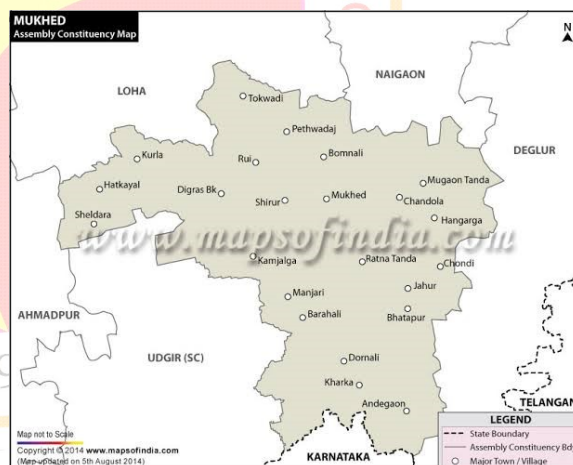 MUKHED
Assembly Constituency Map
N
NAIGAON
LOHA
DEGLUR
Tokwadi
Pethwadaj
Bomnali
Kurla
Rui
Hatkayal
Digras Bk
Shirur
Mukhed
Mugaon Tanda
Chandola
Hangarga
Sheldara
www.mapsofindia.com
Kamjalga
Ratna Tanda
Chondi
Jahur
Manjari
Barahali
Bhatapur
AHMADPUR
UDGIR (SC)
Dornali
Kharka
Andegaon
TELANGAN
KARNATAKA
LEGEND
State Boundary
Assembly Constituency Bdy
Major Town / Village
Map not to Scale
Copyright © 2014 www.mapsofindia.com
(Map updated on 5th August 2014)